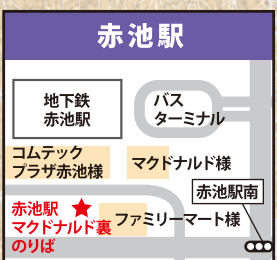 赤池駅
地下鉄
赤池駅
バス
ターミナル
コムテック
プラザ赤池様
マクドナルド様
赤池駅南
赤池駅
マクドナルド裏
のりば
ファミリーマート様